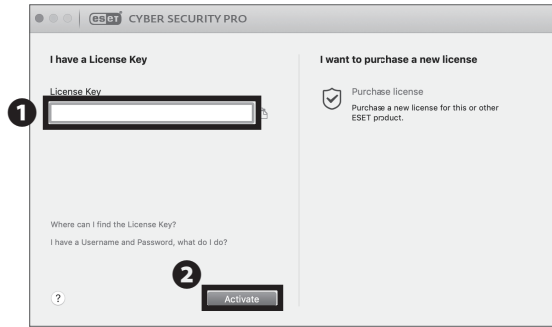 eset CYBER SECURITY PRO
I have a License Key
License Key
1
Where can I find the License Key?
I have a Username and Password, what do I do?
2
?
Activate
I want to purchase a new license
Purchase license
Purchase a new license for this or other
ESET product.